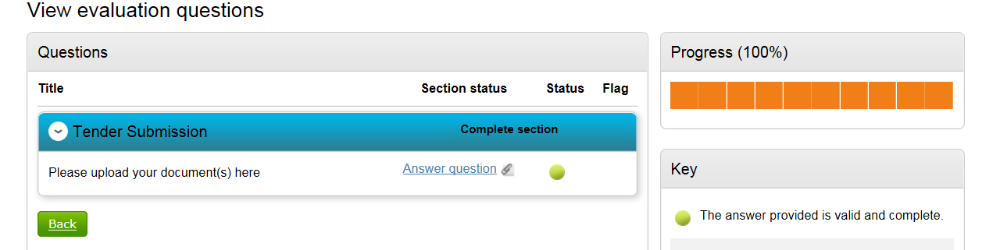 View evaluation questions
Questions
Title Section status Status Flag
Tender Submission Complete section
Please upload your document(s) here Answer question
Back
Progress (100%)
Key
The answer provided is valid and complete.